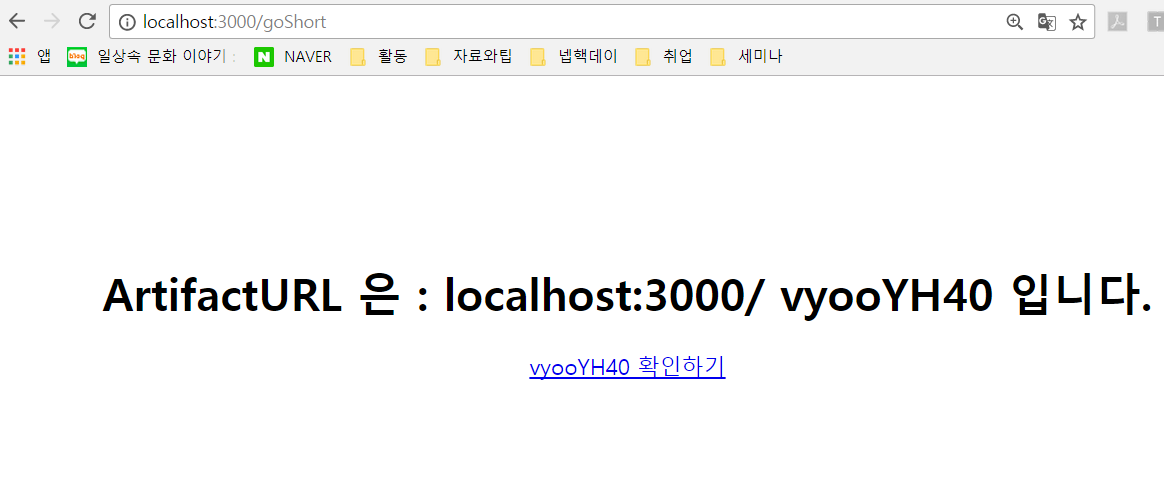 localhost:3000/goShort
앱 blog 일상속 문화 이야기 : N NAVER 활동 자료와팁 넵핵데이 취업 세미나
T
ArtifactURL 은 : localhost:3000/ vyooYH40 입니다.
vyooYH40 확인하기